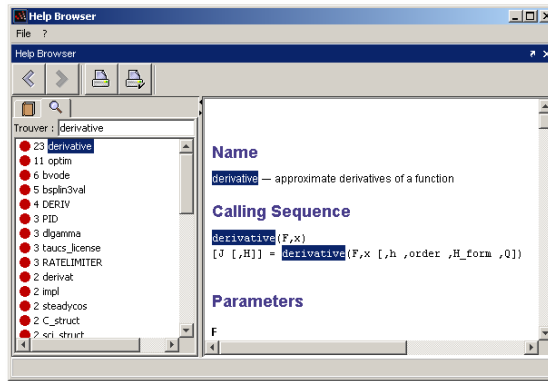 Help Browser
File ?
Help Browser
Trouver : derivative
23 derivative
11 optim
6 bvode
5 bsplin3val
4 DERIV
3 PID
3 dlgamma
3 taucs_license
3 RATELIMITER
2 derivat
2 impl
2 steadycos
2 C_struct
2 sci_struct
Name
derivative — approximate derivatives of a function
Calling Sequence
derivative(F,x)
[J [,H]] = derivative(F,x [,h ,order ,H_form ,Q])
Parameters
F